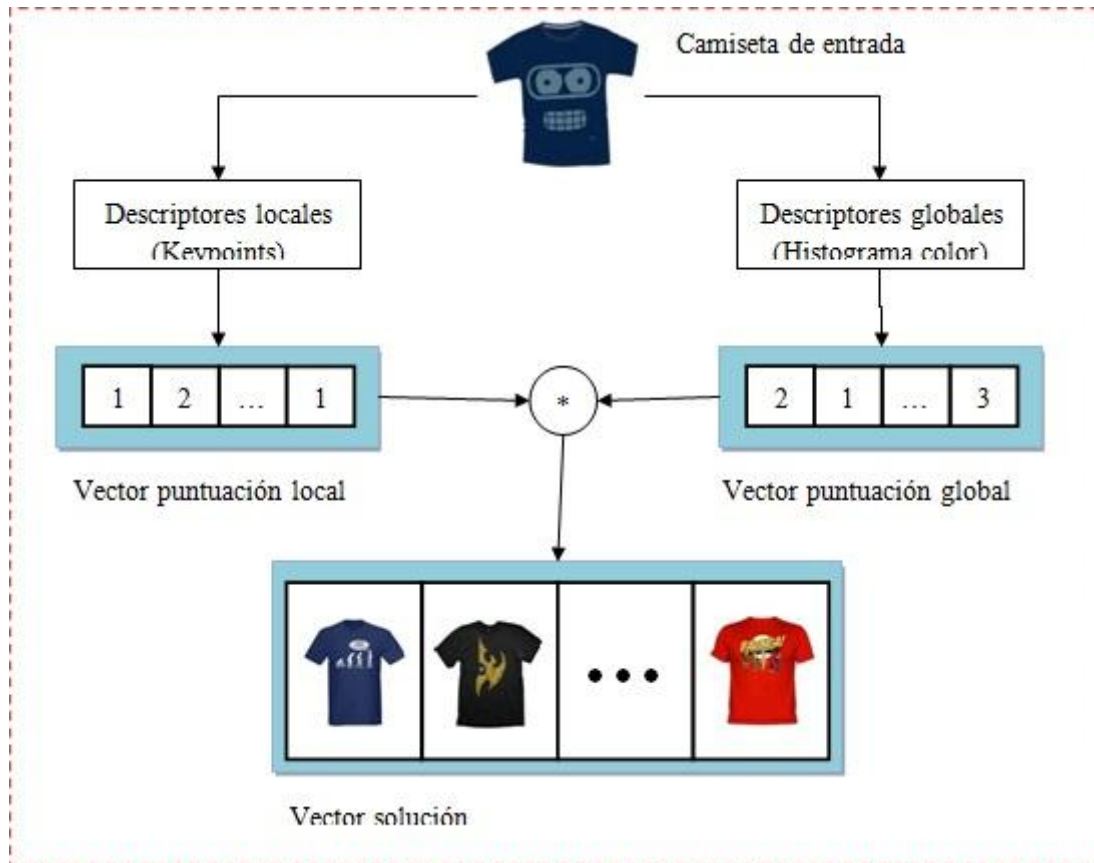 Camiseta de entrada
Descriptores locales
(Keypoints)
Descriptores globales
(Histograma color)
1 2 … 1
*
2 1 … 3
Vector puntuación local
Vector puntuación global
Vector solución